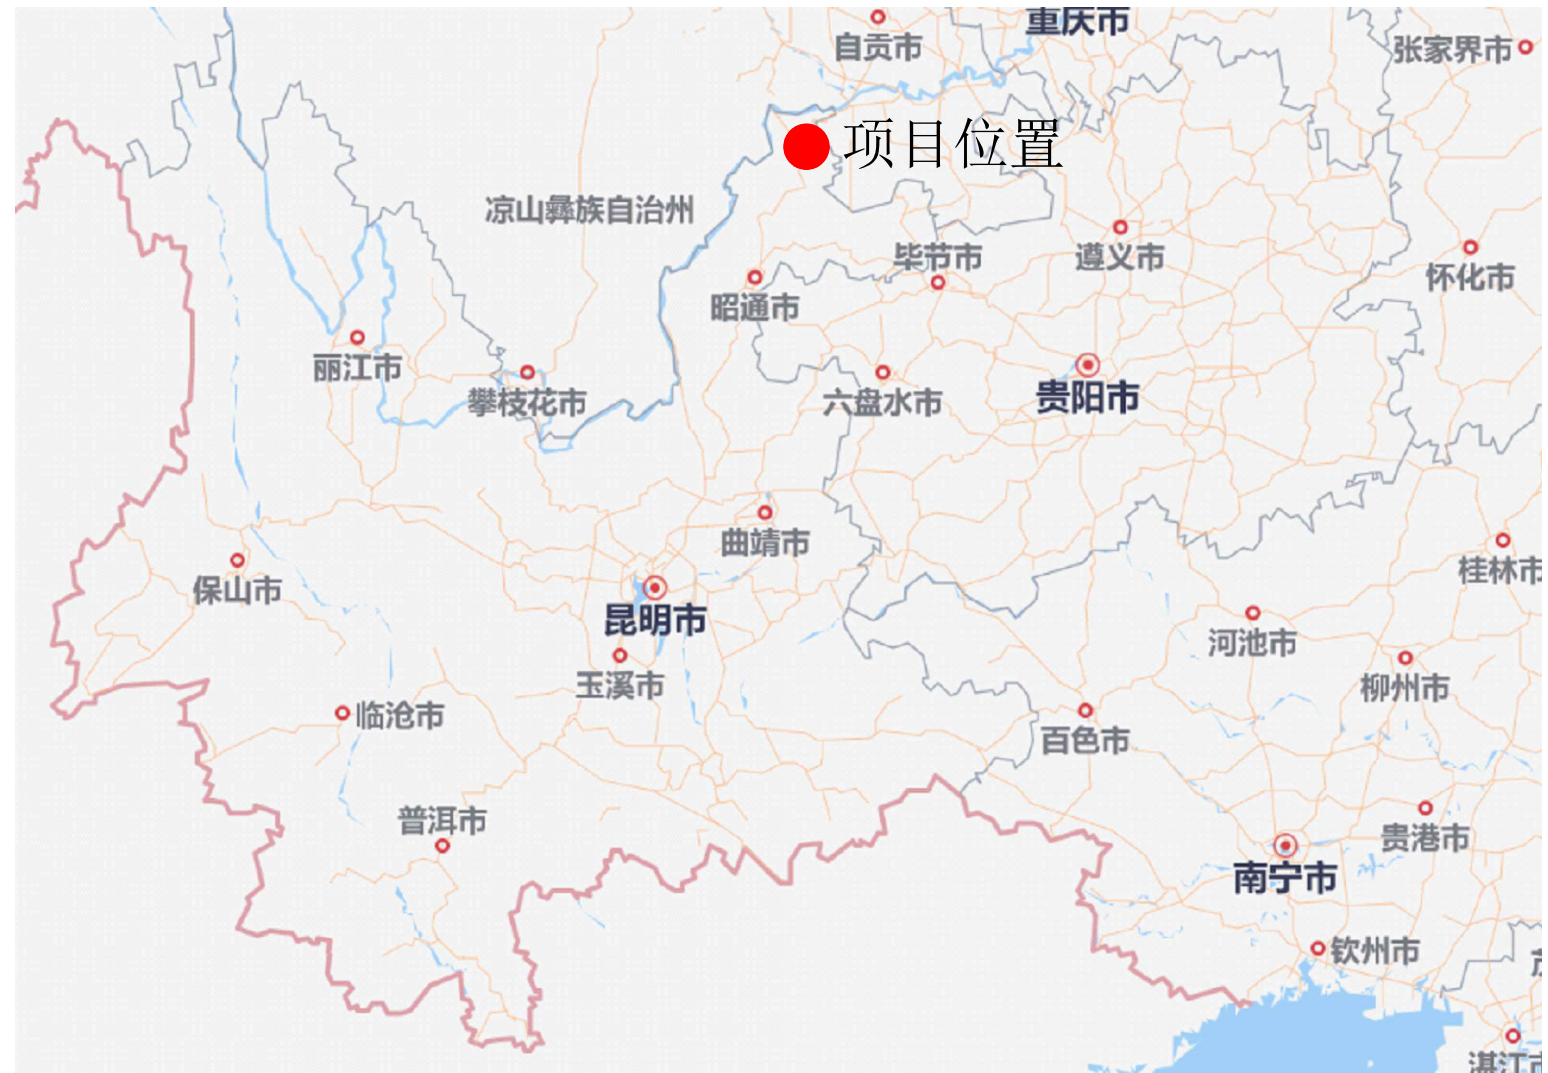 重庆市
自贡市
张家界市
项目位置
凉山彝族自治州
毕节市
遵义市
怀化市
昭通市
丽江市
攀枝花市
六盘水市
贵阳市
曲靖市
保山市
桂林市
昆明市
河池市
玉溪市
柳州市
临沧市
百色市
普洱市
贵港市
南宁市
钦州市
湛江市